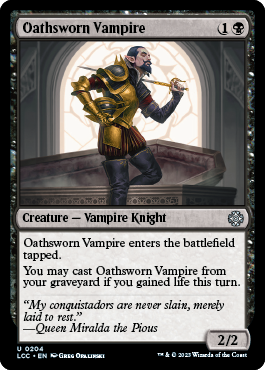 Oathsworn Vampire 1
Creature — Vampire Knight
Oathsworn Vampire enters the battlefield
tapped.
You may cast Oathsworn Vampire from
your graveyard if you gained life this turn.
“My conquistadors are never slain, merely
laid to rest.”
—Queen Miralda the Pious
2/2
U 0204
LCC • EN Greg Opalinski
™ & © 2023 Wizards of the Coast